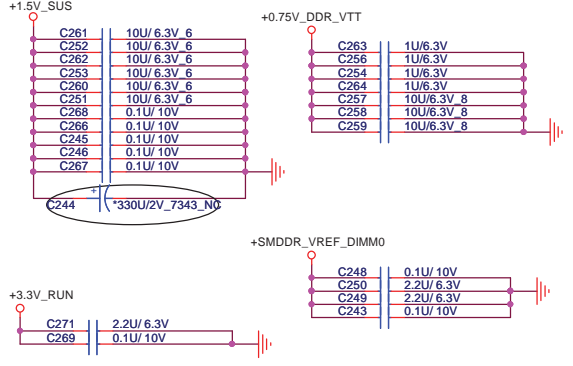 +1.5V_SUS
C261 10U/ 6.3V_6
C252 10U/ 6.3V_6
C262 10U/ 6.3V_6
C253 10U/ 6.3V_6
C260 10U/ 6.3V_6
C251 10U/ 6.3V_6
C268 0.1U/ 10V
C266 0.1U/ 10V
C245 0.1U/ 10V
C246 0.1U/ 10V
C267 0.1U/ 10V
+
C244 *330U/2V_7343_NC
+0.75V_DDR_VTT
C263 1U/6.3V
C256 1U/6.3V
C254 1U/6.3V
C264 1U/6.3V
C257 10U/6.3V_8
C258 10U/6.3V_8
C259 10U/6.3V_8
+SMDDR_VREF_DIMM0
C248 0.1U/ 10V
C250 2.2U/ 6.3V
C249 2.2U/ 6.3V
C243 0.1U/ 10V
+3.3V_RUN
C271 2.2U/ 6.3V
C269 0.1U/ 10V